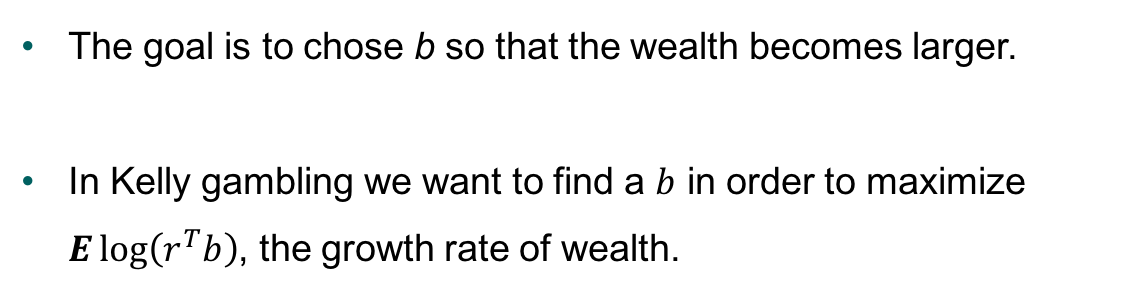 • The goal is to chose b so that the wealth becomes larger.
• In Kelly gambling we want to find a b in order to maximize
E log(rᵀb), the growth rate of wealth.